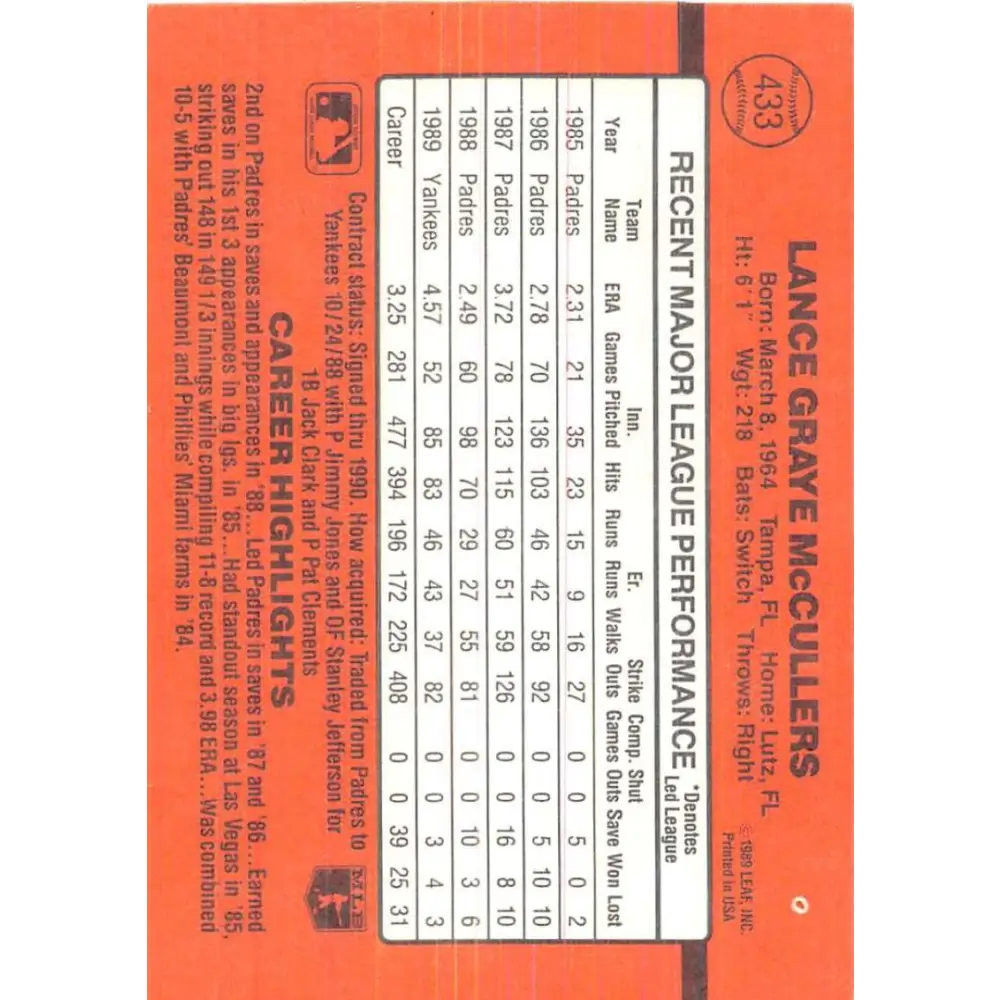 433
LANCE GRAYE McCULLERS
Born: March 8, 1964 Tampa, FL Home: Lutz, FL
Ht: 6'1" Wgt: 218 Bats: Switch Throws: Right
© 1989 LEAF, INC.
Printed in USA
RECENT MAJOR LEAGUE PERFORMANCE *Denotes
Led League
Inn. Er. Strike Comp. Shut
Year Team Name ERA Games Pitched Hits Runs Runs Walks Outs Games Outs Save Won Lost
1985 Padres 2.31 21 35 23 15 9 16 27 0 0 5 0 2
1986 Padres 2.78 70 136 103 46 42 58 92 0 0 5 10 10
1987 Padres 3.72 78 123 115 60 51 59 126 0 0 16 8 10
1988 Padres 2.49 60 98 70 29 27 55 81 0 0 10 3 6
1989 Yankees 4.57 52 85 83 46 43 37 82 0 0 3 4 3
Career 3.25 281 477 394 196 172 225 408 0 0 39 25 31
Contract status: Signed thru 1990. How acquired: Traded from Padres to
Yankees 10/24/88 with P Jimmy Jones and OF Stanley Jefferson for
1B Jack Clark and P Pat Clements
MLB
CAREER HIGHLIGHTS
2nd on Padres in saves and appearances in '88...Led Padres in saves in '87 and '86...Earned
saves in his 1st 3 appearances in big lgs. in '85...Had standout season at Las Vegas in '85,
striking out 148 in 149 1/3 innings while compiling 11-8 record and 3.98 ERA...Was combined
10-5 with Padres' Beaumont and Phillies' Miami farms in '84.